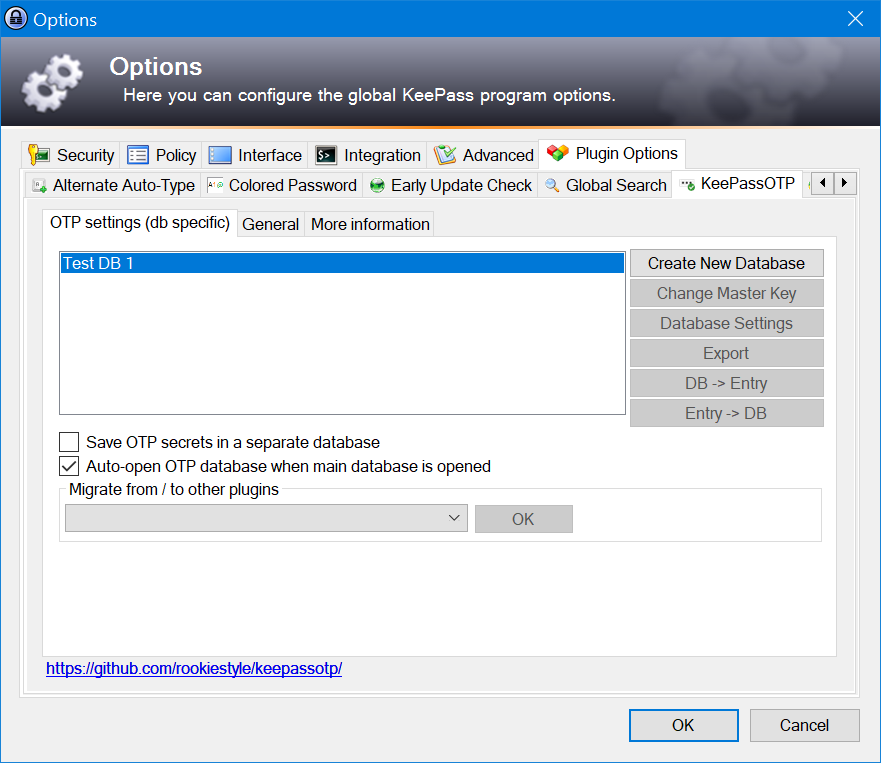 Options
Options
Here you can configure the global KeePass program options.
Security Policy Interface Integration Advanced Plugin Options
Alternate Auto-Type Colored Password Early Update Check Global Search KeePassOTP
OTP settings (db specific) General More information
Test DB 1
Create New Database
Change Master Key
Database Settings
Export
DB -> Entry
Entry -> DB
Save OTP secrets in a separate database
Auto-open OTP database when main database is opened
Migrate from / to other plugins
OK
https://github.com/rookiestyle/keepassotp/
OK Cancel